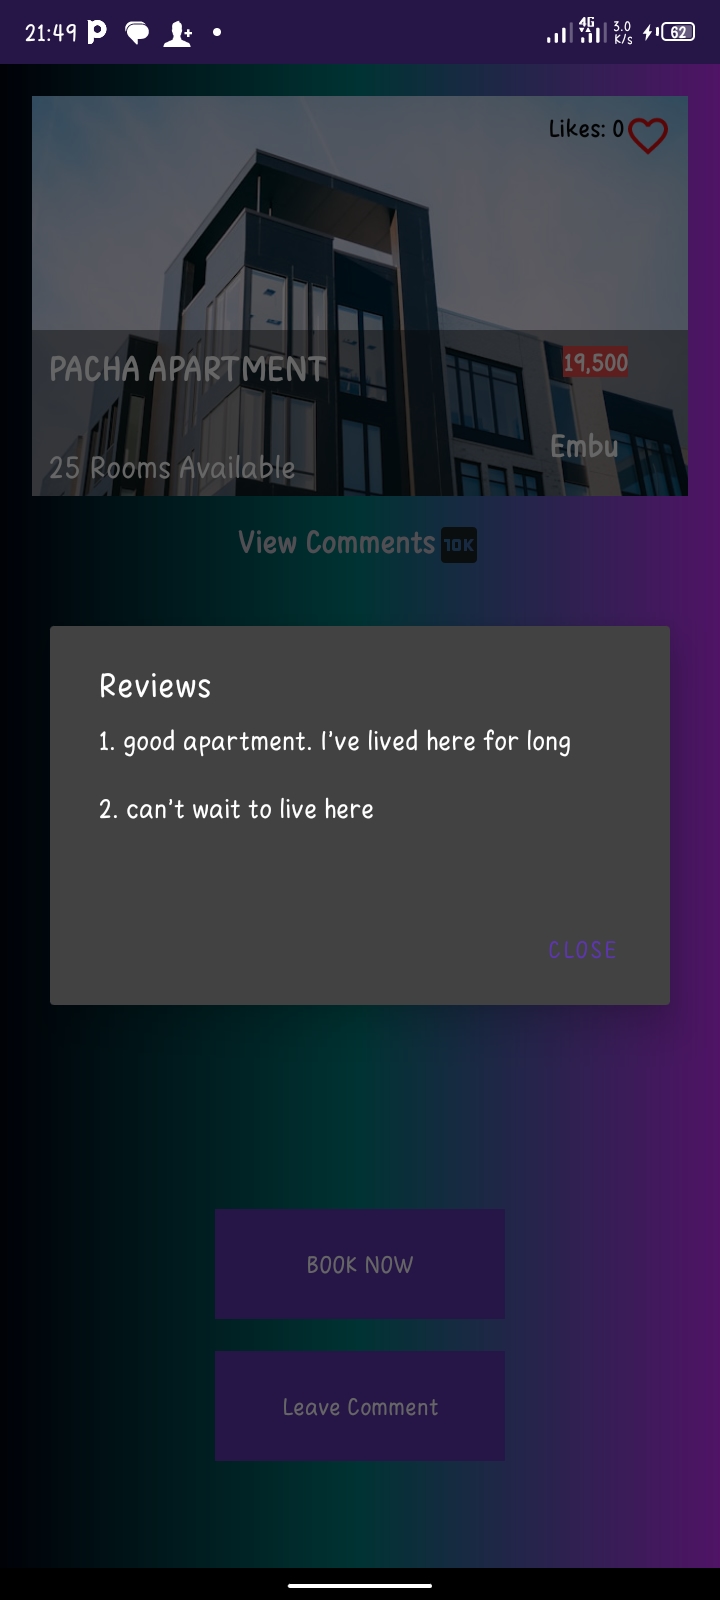 21:49
4G
3.0
K/s
62
Likes: 0
PACHA APARTMENT
19,500
Embu
25 Rooms Available
View Comments 10K
Reviews
1. good apartment. I've lived here for long
2. can't wait to live here
CLOSE
BOOK NOW
Leave Comment